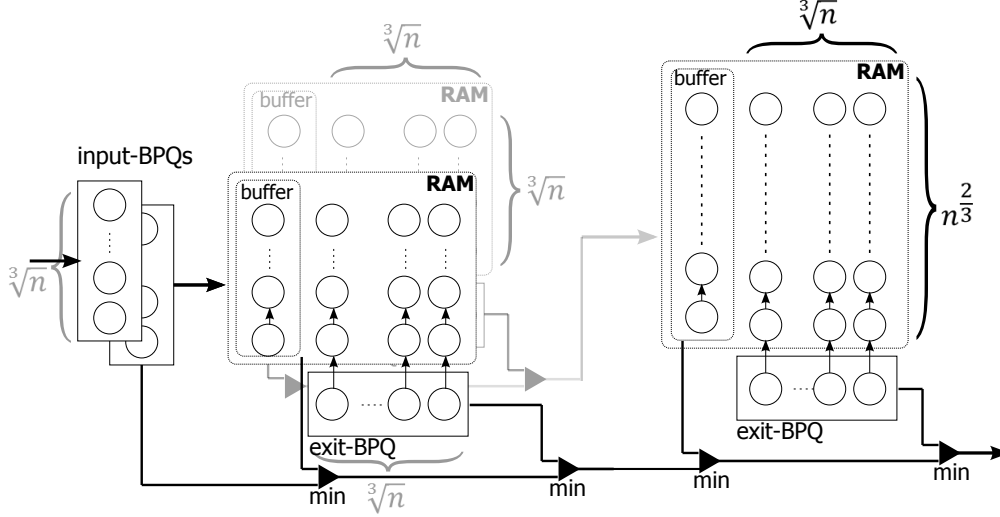 ∛n
∛n
buffer
RAM
buffer
RAM
input-BPQs
buffer
RAM
∛n
∛n
n^{2/3}
exit-BPQ
exit-BPQ
∛n
min
min
min
min